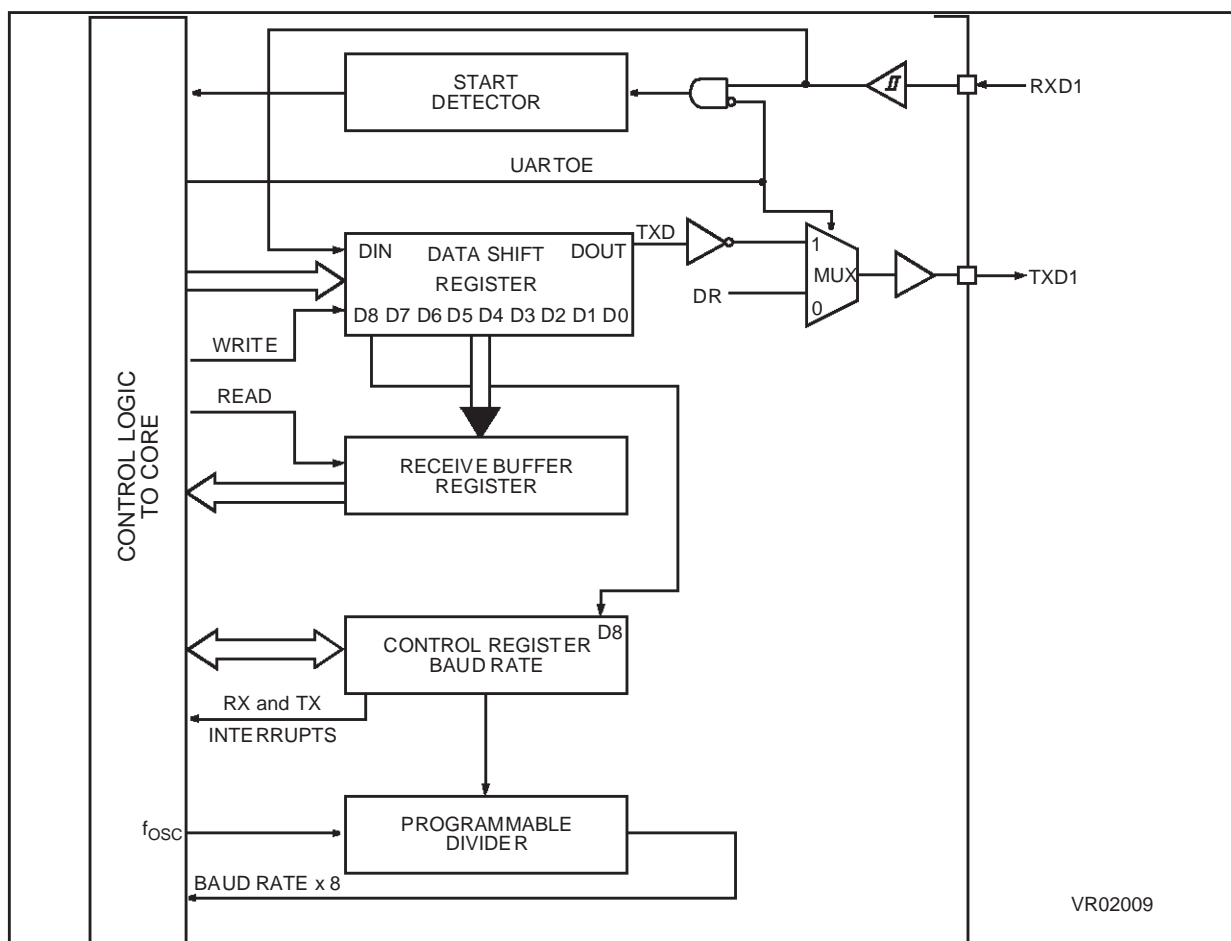 START
DETECTOR
RXD1
UARTOE
TXD
DIN DATA SHIFT DOUT
REGISTER
D8 D7 D6 D5 D4 D3 D2 D1 D0
1
MUX
0
DR
TXD1
WRITE
READ
CONTROL LOGIC
TO CORE
RECEIVE BUFFER
REGISTER
D8
CONTROL REGISTER
BAUD RATE
RX and TX
INTERRUPTS
fOSC
PROGRAMMABLE
DIVIDER
BAUD RATE x 8
VR02009